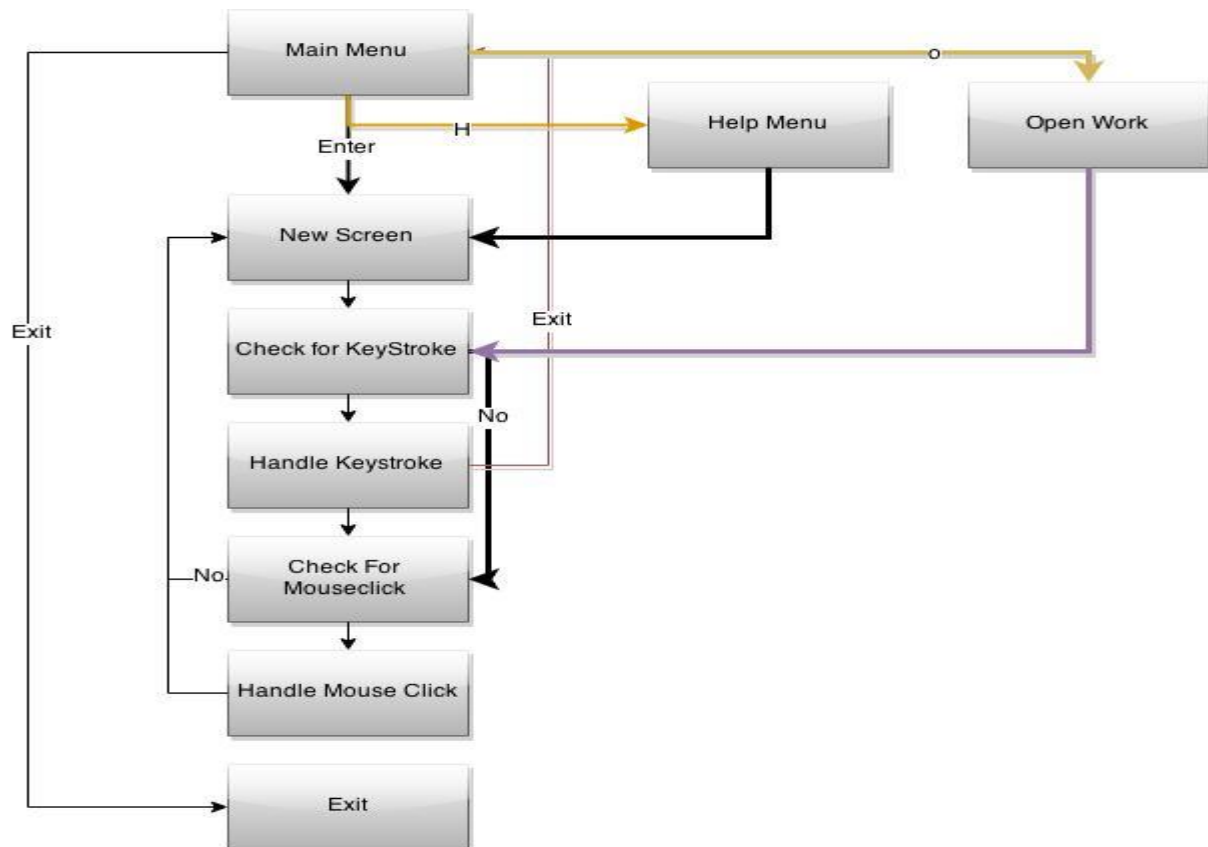 Main Menu
o
H
Help Menu
Open Work
Enter
New Screen
Exit
Exit
Check for KeyStroke
No
Handle Keystroke
Check For
Mouseclick
No
Handle Mouse Click
Exit